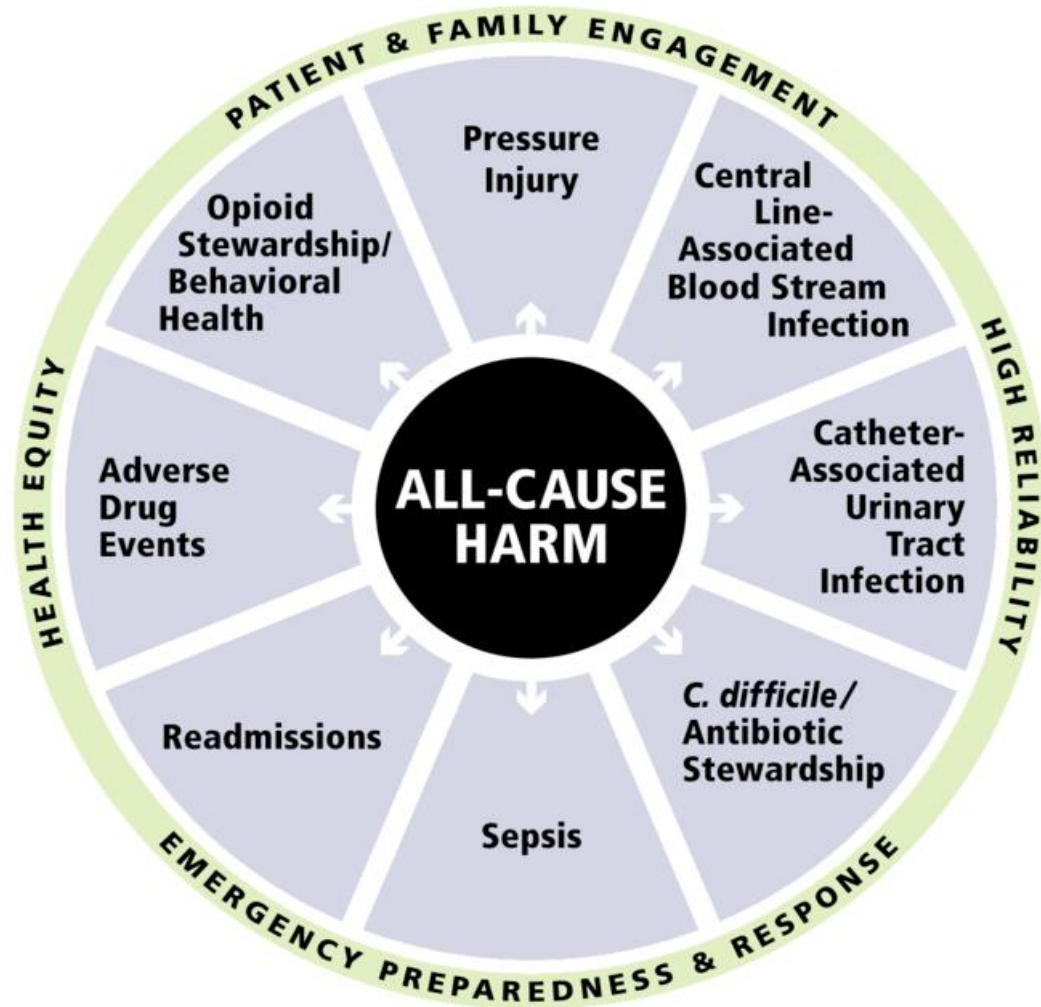 PATIENT & FAMILY ENGAGEMENT
Pressure
Injury
Central
Line-
Associated
Blood Stream
Infection
HIGH RELIABILITY
Catheter-
Associated
Urinary
Tract
Infection
C. difficile/
Antibiotic
Stewardship
EMERGENCY PREPAREDNESS & RESPONSE
Sepsis
Readmissions
HEALTH EQUITY
Adverse
Drug
Events
Opioid
Stewardship/
Behavioral
Health
ALL-CAUSE
HARM